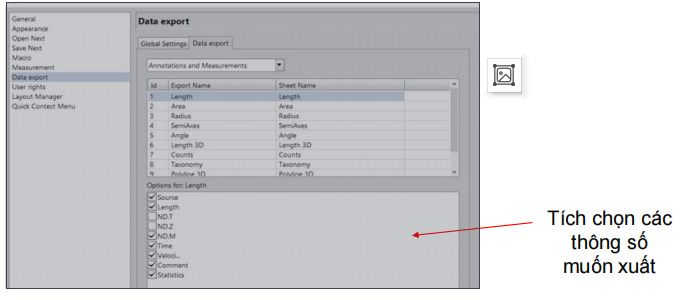 General
Appearance
Open Next
Save Next
Macro
Measurement
Data export
User rights
Layout Manager
Quick Context Menu
Data export
Global Settings Data export
Annotations and Measurements
Id Export Name Sheet Name
1 Length Length
2 Area Area
3 Radius Radius
4 SemiAxes SemiAxes
5 Angle Angle
6 Length 3D Length 3D
7 Counts Counts
8 Taxonomy Taxonomy
9 Polyline 3D Polyline 3D
Options for: Length
Source
Length
ND.T
ND.Z
ND.M
Time
Veloci...
Comment
Statistics
Tích chọn các
thông số
muốn xuất